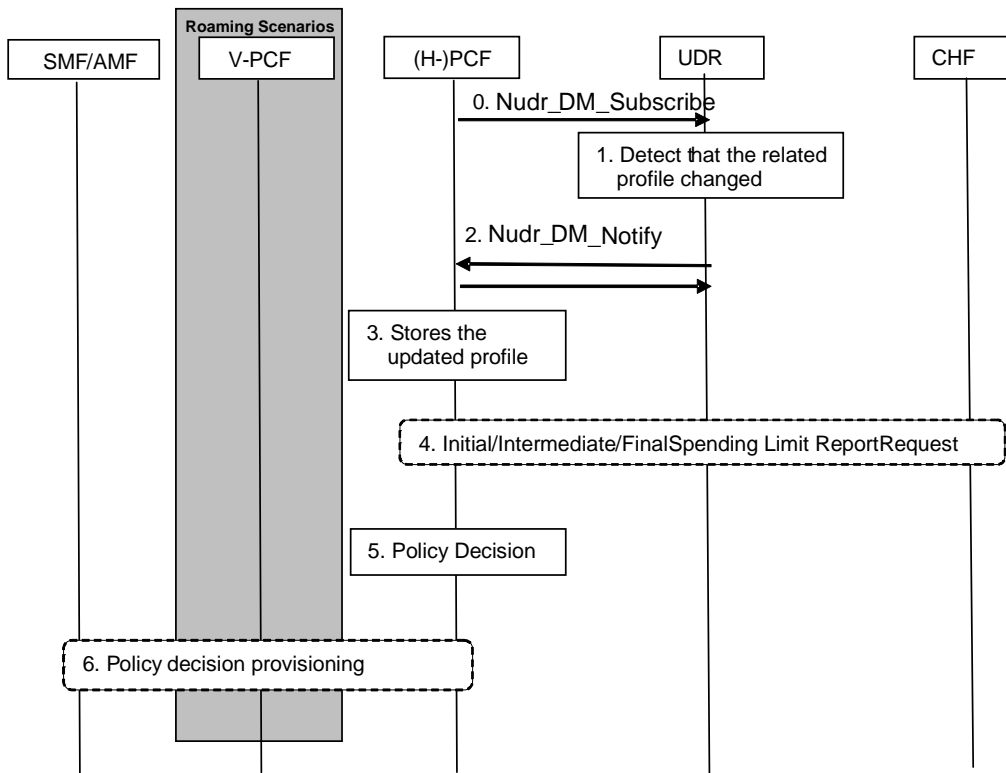 Roaming Scenarios
SMF/AMF
V-PCF
(H-)PCF
UDR
CHF
0. Nudr_DM_Subscribe
1. Detect that the related
profile changed
2. Nudr_DM_Notify
3. Stores the
updated profile
4. Initial/Intermediate/FinalSpending Limit ReportRequest
5. Policy Decision
6. Policy decision provisioning